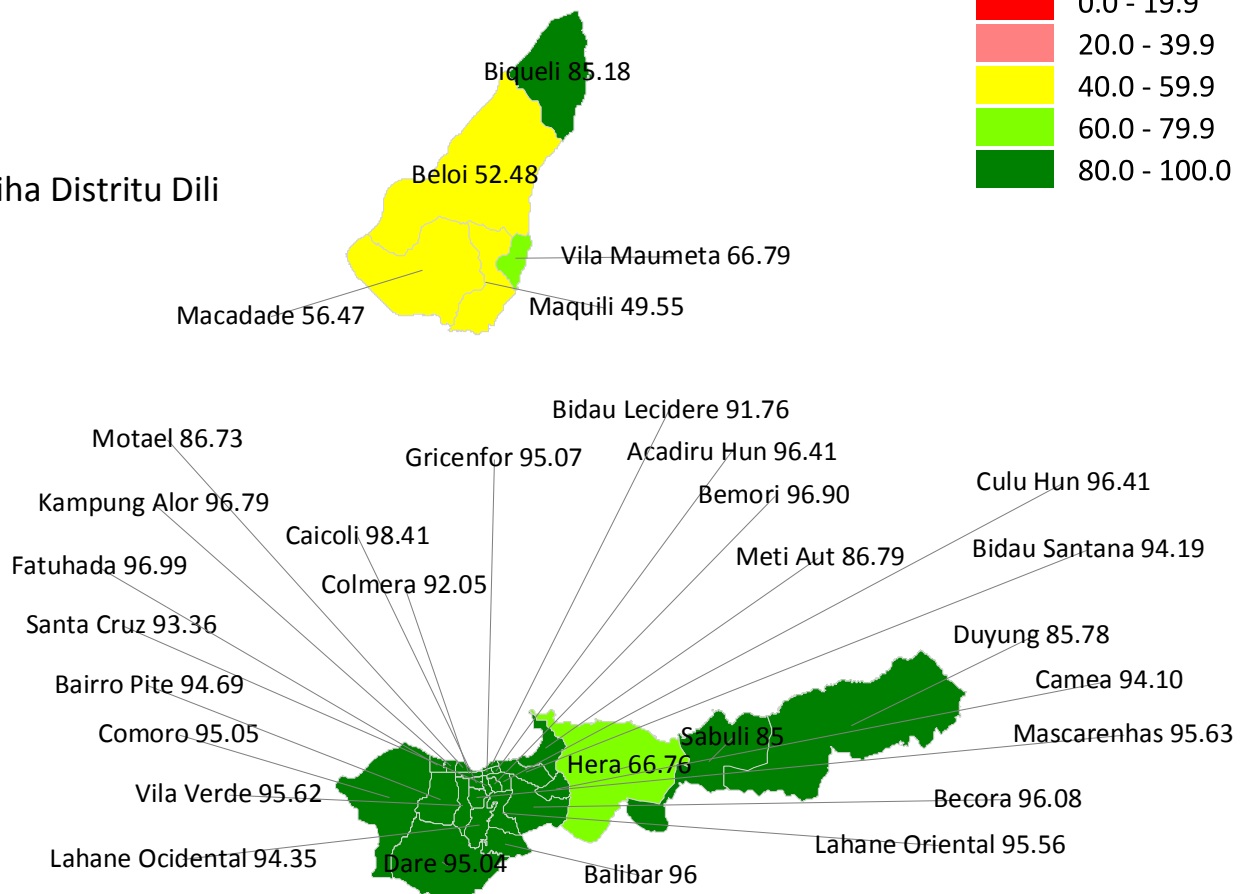 0.0 - 19.9
20.0 - 39.9
40.0 - 59.9
60.0 - 79.9
80.0 - 100.0
Biqueli 85.18
Beloi 52.48
iha Distritu Dili
Vila Maumeta 66.79
Maquili 49.55
Macadade 56.47
Bidau Lecidere 91.76
Motael 86.73
Gricenfor 95.07
Acadiru Hun 96.41
Culu Hun 96.41
Kampung Alor 96.79
Bemori 96.90
Caicoli 98.41
Meti Aut 86.79
Bidau Santana 94.19
Fatuhada 96.99
Colmera 92.05
Santa Cruz 93.36
Duyung 85.78
Bairro Pite 94.69
Camea 94.10
Comoro 95.05
Sabuli 85
Mascarenhas 95.63
Hera 66.76
Vila Verde 95.62
Becora 96.08
Lahane Ocidental 94.35
Dare 95.04
Balibar 96
Lahane Oriental 95.56